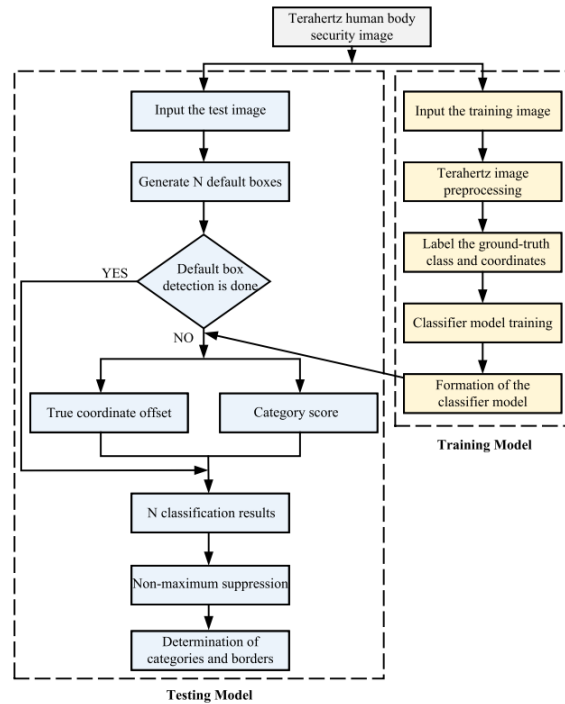 Terahertz human body
security image
Input the test image
Generate N default boxes
Default box
detection is done
YES
NO
True coordinate offset
Category score
N classification results
Non-maximum suppression
Determination of
categories and borders
Testing Model
Input the training image
Terahertz image
preprocessing
Label the ground-truth
class and coordinates
Classifier model training
Formation of the
classifier model
Training Model